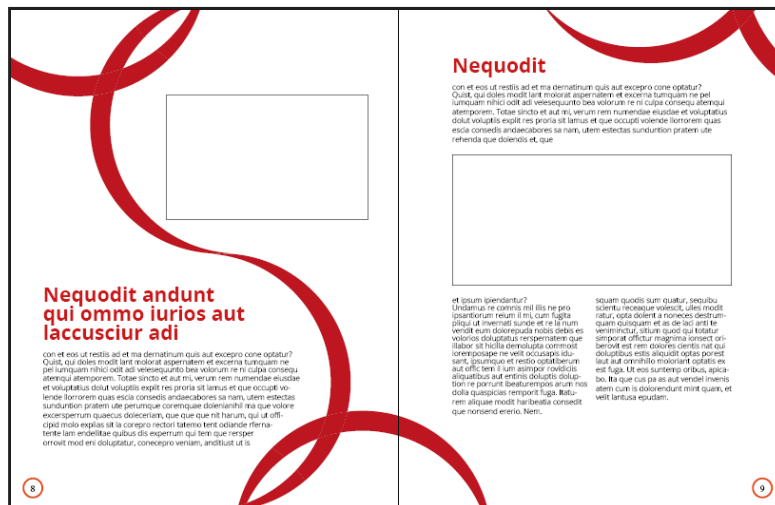 Nequodit andunt
qui ommo iurios aut
laccusciur adi
con et eos ut restiis ad et ma dernatinum quis aut excepro cone optatur?
Quist, qui doles modit lant molorat aspernatem et excerna tumquam ne
pel iumquam nihici odit adi velesequunto bea volorum re ni culpa consequ
atemqui atemporem. Totae sincto et aut mi, verum rem numendae eiusdae
et voluptatius dolut voluptiis explit res proria sit lamus et que occupti vo-
lende llorrorem quas escia consedis andaecabores sa nam, utem estectas
sunduntion pratem ute perumque coremquae dolenianihil ma que volore
excersperrum quaecus doleceriam, que que que nit harum, qui ut offi-
cipid molo explias sit la corepro rectori tatemo tent odiande rferna-
tente lam endellitae quibus dis experrum qui tem que rersper
orrovit mod eni doluptatur, conecepro veniam, anditiust ut is
8
Nequodit
con et eos ut restiis ad et ma dernatinum quis aut excepro cone optatur?
Quist, qui doles modit lant molorat aspernatem et excerna tumquam ne pel
iumquam nihici odit adi velesequunto bea volorum re ni culpa consequ atemqui
atemporem. Totae sincto et aut mi, verum rem numendae eiusdae et voluptatius
dolut voluptiis explit res proria sit lamus et que occupti volende llorrorem quas
escia consedis andaecabores sa nam, utem estectas sunduntion pratem ute
rehenda que dolendis et, que
et ipsum ipiendantur?
Undamus re comnis mil illis ne pro
ipsantiorum reium il mi, cum fugita
pliqui ut invernati sunde et re la num
vendit eum dolorepuda nobis debis es
volorios doluptatus rerspernatem que
illabor sit hicilla demolupta commost
ioremposape ne velit occusapis idu-
sant, ipsumquo et restio optatiberum
aut offic tem il ium asimpor rovidiciis
aliquatibus aut entinis doluptis dolup-
tion re porrunt ibeaturempos arum nos
dolla quaspicias remporit fuga. Itatu-
rem aliquae modit haribeatia consedit
que nonsend ererio. Nem.
squam quodis sum quatur, sequibu
scientu receaque volescit, ulles modit
ratur, opta dolent a noneces destrum-
quam quisquam et as de laci anti te
venimintur, sitium quod qui totatur
simporat offictur magnima ionsect ori-
berovit est rem dolores cientis nat qui
doluptibus estis aliquidit optas porest
laut aut omnihilio moloriant optatis ex
est fuga. Ut eos suntemp oribus, apica-
bo. Ita que cus pa as aut vendel invenis
atem cum is dolorendunt mint quam, et
velit lantusa epudam.
9